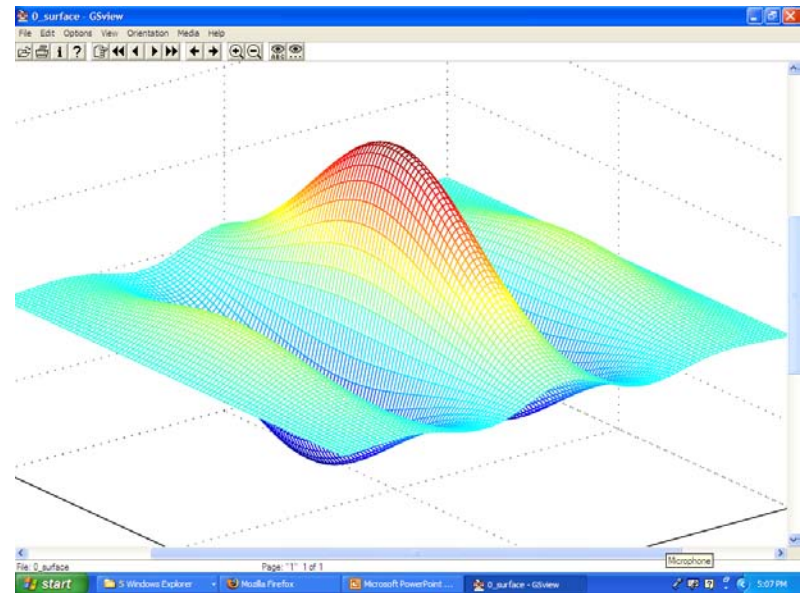 0_surface - GSview
File Edit Options View Orientation Media Help
File: 0_surface Page: "1" 1 of 1
Microphone
start 5 Windows Explorer Mozilla Firefox Microsoft PowerPoint ... 0_surface - GSview 5:07 PM